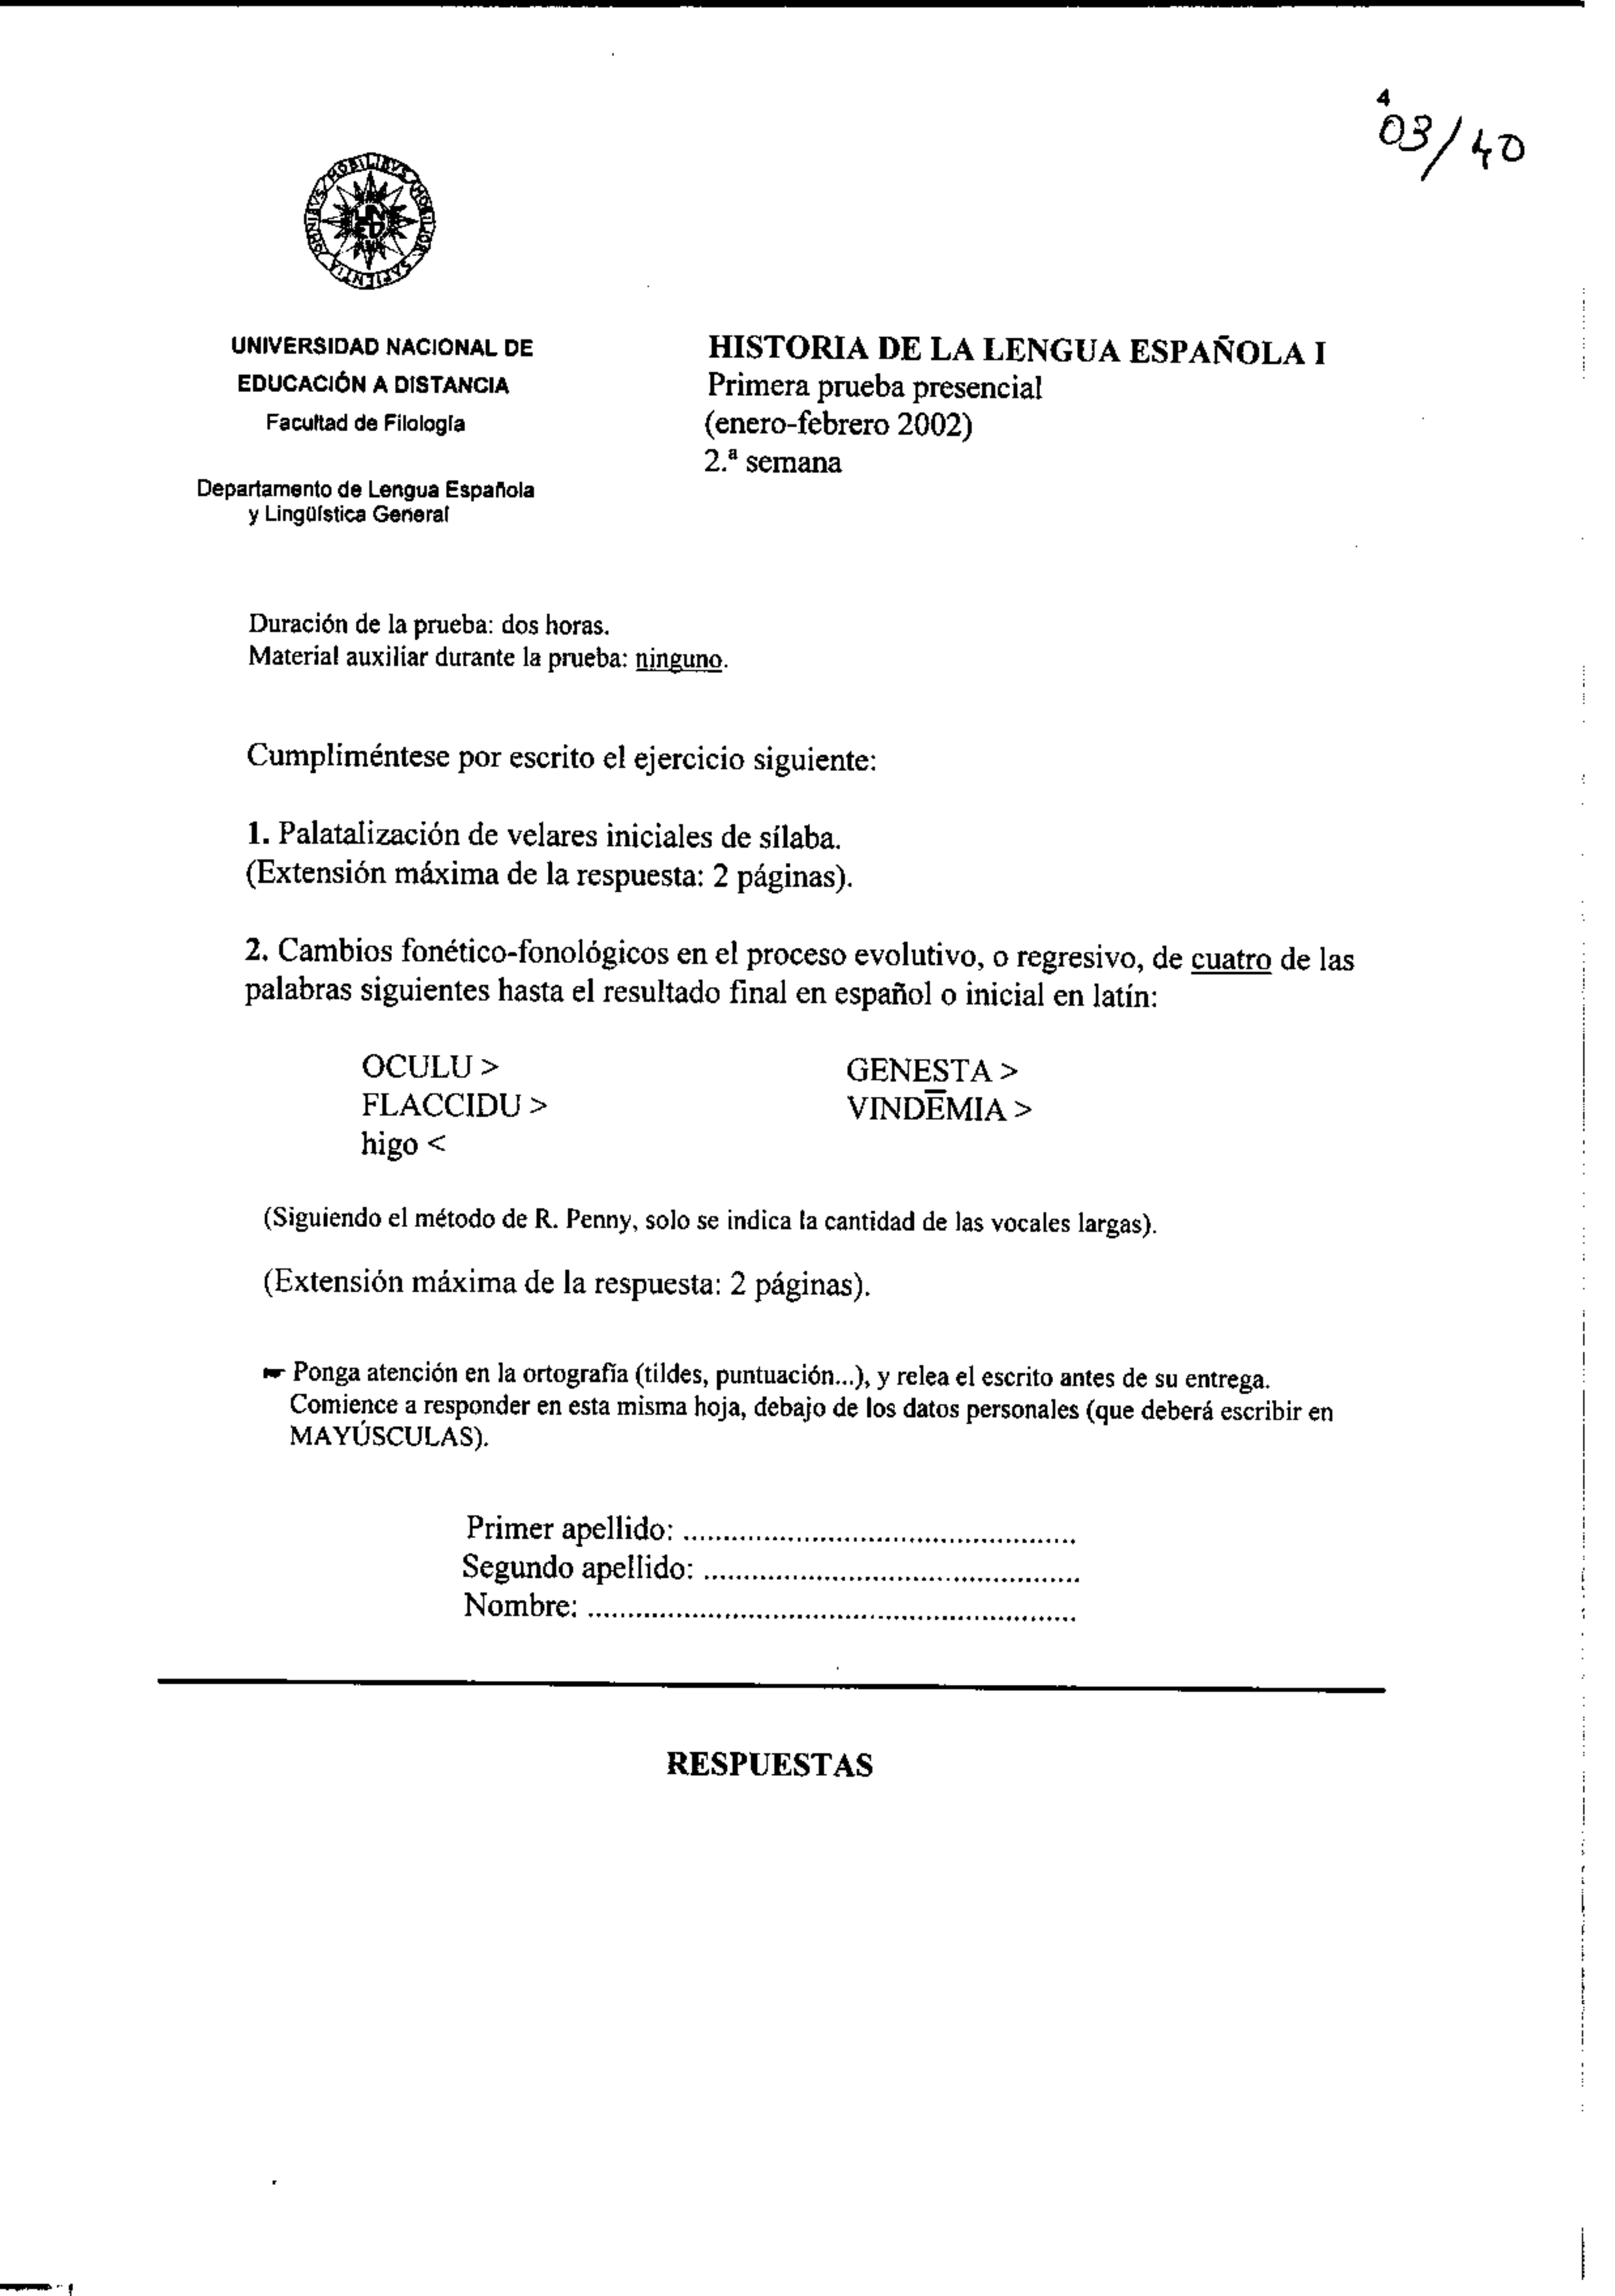 4
03/40
OMNIBVS MOBILIBVS MOBILIOR SAPIENTIA
UNED
UNIVERSIDAD NACIONAL DE
EDUCACIÓN A DISTANCIA
Facultad de Filología
Departamento de Lengua Española
y Lingüística General
HISTORIA DE LA LENGUA ESPAÑOLA I
Primera prueba presencial
(enero-febrero 2002)
2.ª semana
Duración de la prueba: dos horas.
Material auxiliar durante la prueba: ninguno.
Cumpliméntese por escrito el ejercicio siguiente:
1. Palatalización de velares iniciales de sílaba.
(Extensión máxima de la respuesta: 2 páginas).
2. Cambios fonético-fonológicos en el proceso evolutivo, o regresivo, de cuatro de las
palabras siguientes hasta el resultado final en español o inicial en latín:
OCULU > GENESTA >
FLACCIDU > VINDĒMIA >
higo <
(Siguiendo el método de R. Penny, solo se indica la cantidad de las vocales largas).
(Extensión máxima de la respuesta: 2 páginas).
☛ Ponga atención en la ortografía (tildes, puntuación...), y relea el escrito antes de su entrega.
Comience a responder en esta misma hoja, debajo de los datos personales (que deberá escribir en
MAYÚSCULAS).
Primer apellido: ..........................................................
Segundo apellido: .......................................................
Nombre: ........................................................................
RESPUESTAS